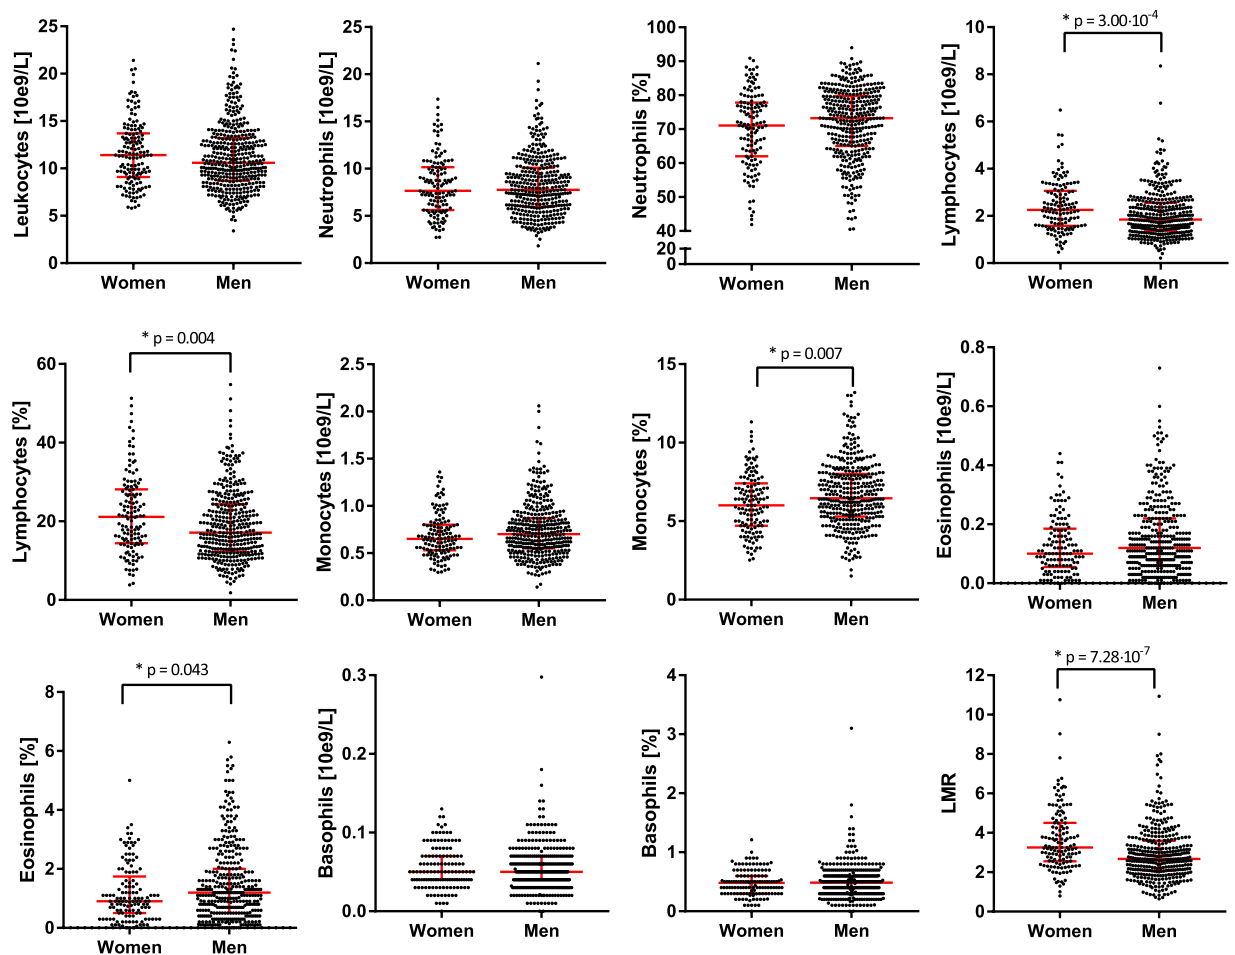 Leukocytes [10e9/L]
25
20
15
10
5
0
Women Men
Neutrophils [10e9/L]
25
20
15
10
5
0
Women Men
Neutrophils [%]
100
90
80
70
60
50
40
20
0
Women Men
* p = 3.00·10-4
Lymphocytes [10e9/L]
10
8
6
4
2
0
Women Men
* p = 0.004
Lymphocytes [%]
60
40
20
0
Women Men
Monocytes [10e9/L]
2.5
2.0
1.5
1.0
0.5
0.0
Women Men
* p = 0.007
Monocytes [%]
15
10
5
0
Women Men
Eosinophils [10e9/L]
0.8
0.6
0.4
0.2
0.0
Women Men
* p = 0.043
Eosinophils [%]
8
6
4
2
0
Women Men
Basophils [10e9/L]
0.3
0.2
0.1
0.0
Women Men
Basophils [%]
4
3
2
1
0
Women Men
* p = 7.28·10-7
LMR
12
10
8
6
4
2
0
Women Men